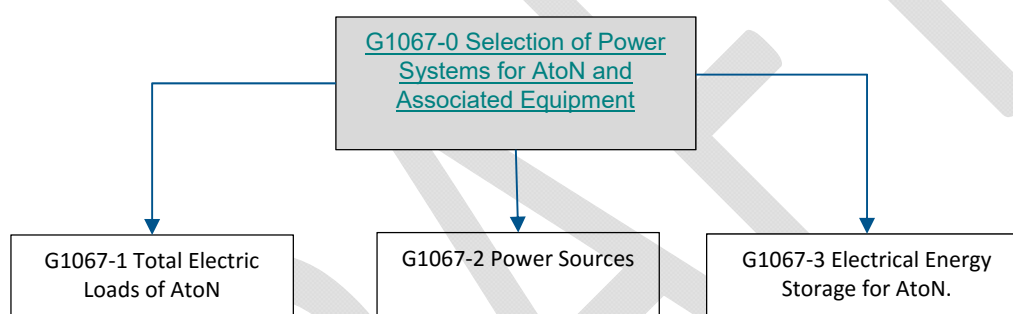 G1067-0 Selection of Power
Systems for AtoN and
Associated Equipment
G1067-1 Total Electric
Loads of AtoN
G1067-2 Power Sources
G1067-3 Electrical Energy
Storage for AtoN.